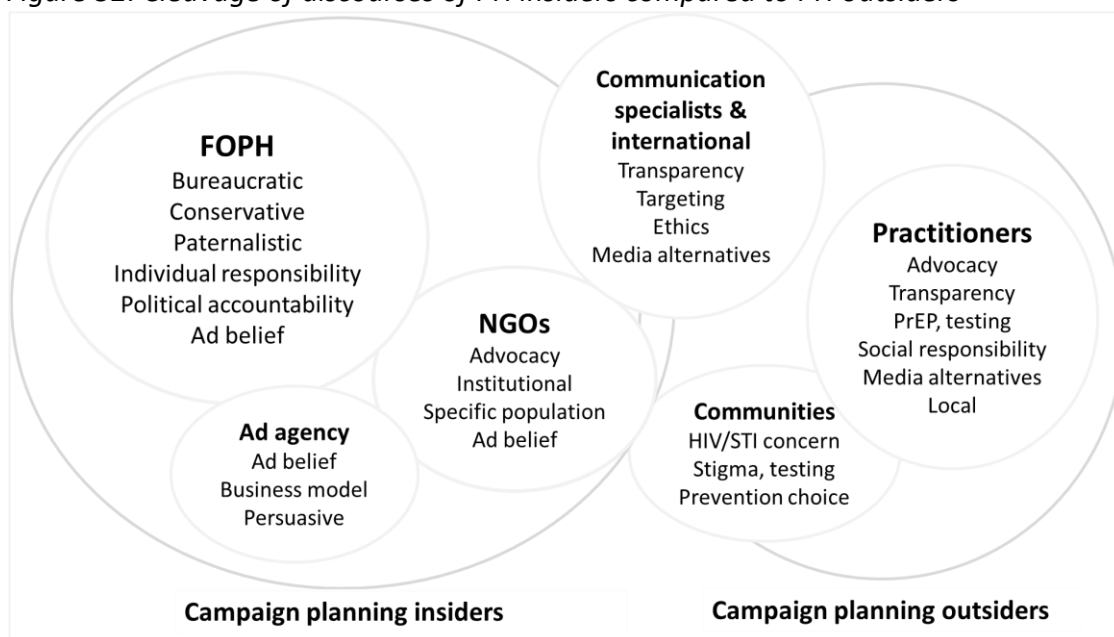 FOPH
Bureaucratic
Conservative
Paternalistic
Individual responsibility
Political accountability
Ad belief
Ad agency
Ad belief
Business model
Persuasive
NGOs
Advocacy
Institutional
Specific population
Ad belief
Communication
specialists &
international
Transparency
Targeting
Ethics
Media alternatives
Communities
HIV/STI concern
Stigma, testing
Prevention choice
Practitioners
Advocacy
Transparency
PrEP, testing
Social responsibility
Media alternatives
Local
Campaign planning insiders
Campaign planning outsiders